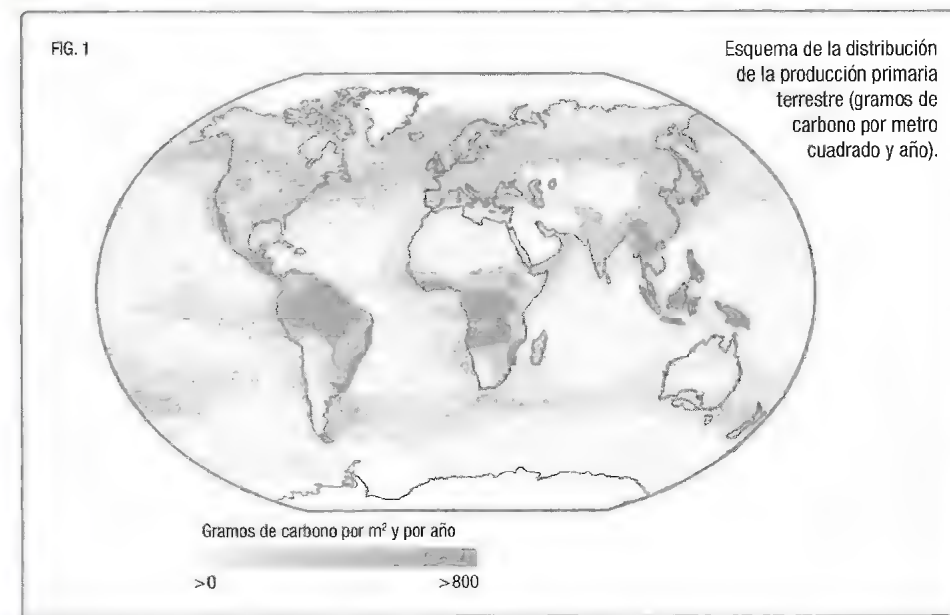 FIG. 1
Esquema de la distribución
de la producción primaria
terrestre (gramos de
carbono por metro
cuadrado y año).
Gramos de carbono por m² y por año
>0
>800